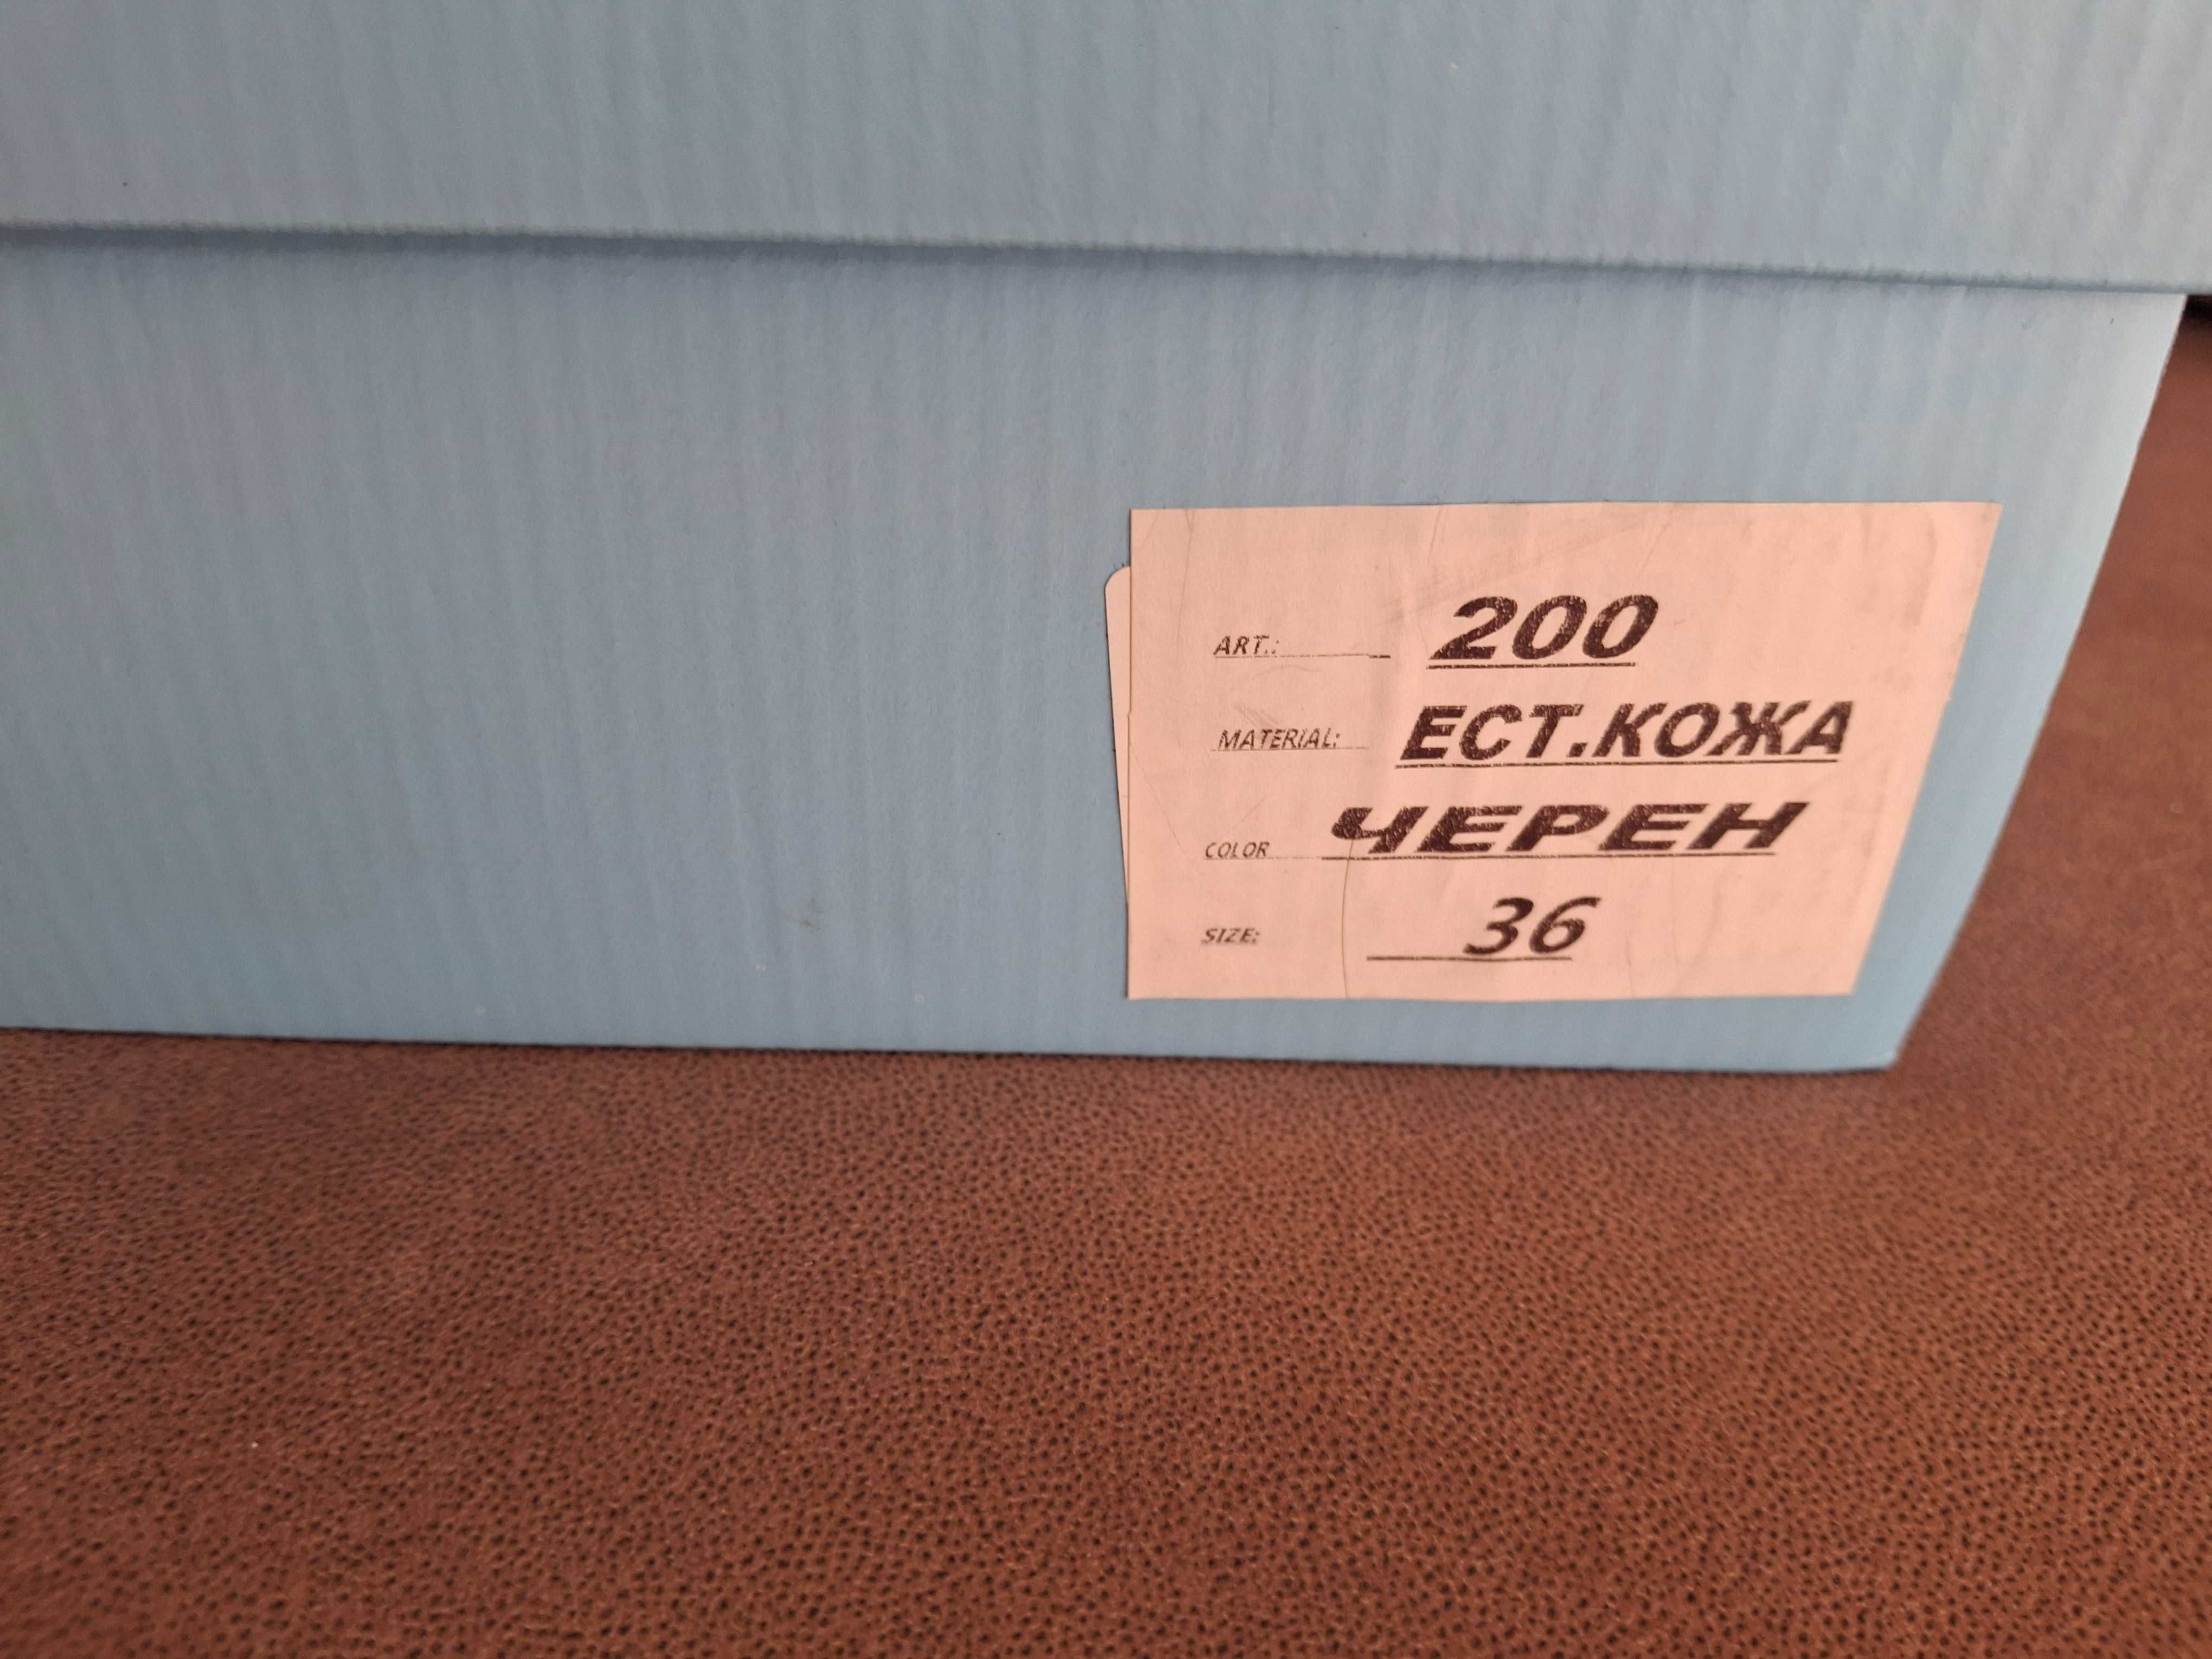 ART.: 200
MATERIAL: ЕСТ.КОЖА
COLOR ЧЕРЕН
SIZE: 36